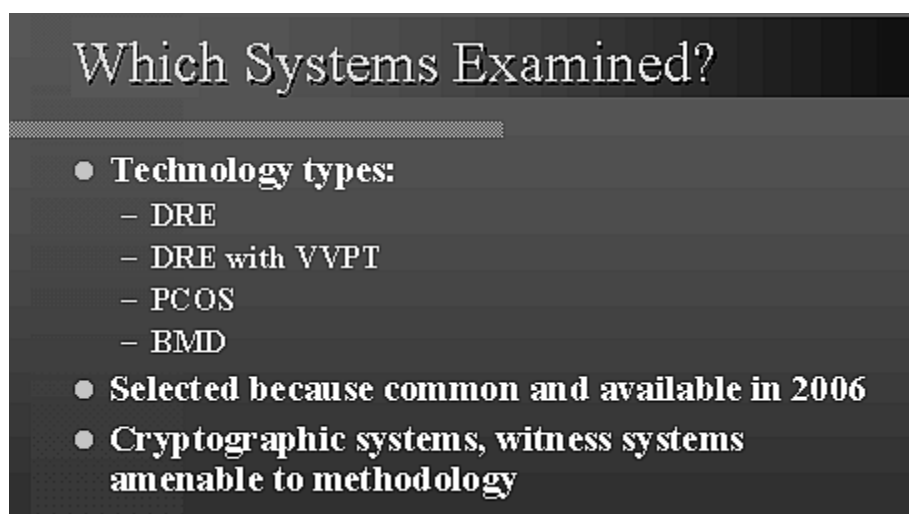 Which Systems Examined?
● Technology types:
– DRE
– DRE with VVPT
– PCOS
– BMD
● Selected because common and available in 2006
● Cryptographic systems, witness systems
amenable to methodology